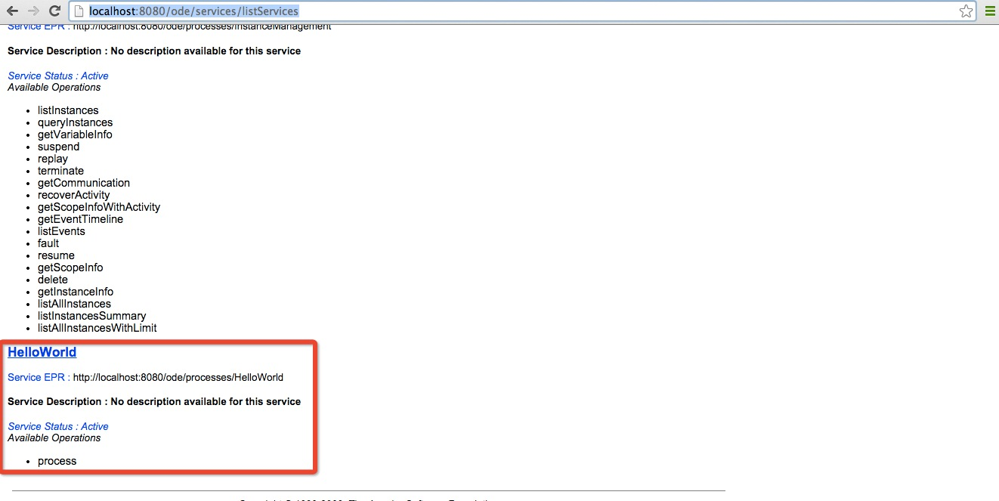 localhost:8080/ode/services/listServices
Service EPR : http://localhost:8080/ode/processes/InstanceManagement
Service Description : No description available for this service
Service Status : Active
Available Operations
• listInstances
• queryInstances
• getVariableInfo
• suspend
• replay
• terminate
• getCommunication
• recoverActivity
• getScopeInfoWithActivity
• getEventTimeline
• listEvents
• fault
• resume
• getScopeInfo
• delete
• getInstanceInfo
• listAllInstances
• listInstancesSummary
• listAllInstancesWithLimit
HelloWorld
Service EPR : http://localhost:8080/ode/processes/HelloWorld
Service Description : No description available for this service
Service Status : Active
Available Operations
• process